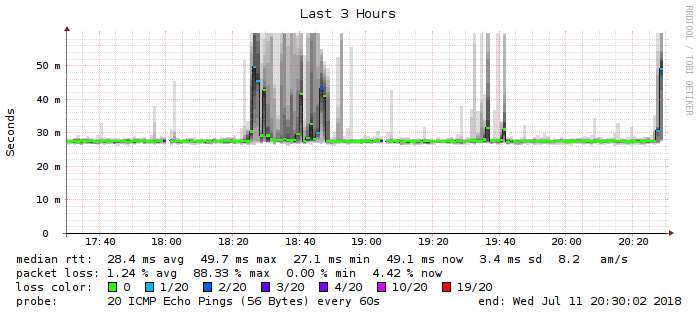 Last 3 Hours
RRDTOOL / TOBI OETIKER
Seconds
50 m
40 m
30 m
20 m
10 m
0
17:40 18:00 18:20 18:40 19:00 19:20 19:40 20:00 20:20
median rtt: 28.4 ms avg 49.7 ms max 27.1 ms min 49.1 ms now 3.4 ms sd 8.2 am/s
packet loss: 1.24 % avg 88.33 % max 0.00 % min 4.42 % now
loss color: 0 1/20 2/20 3/20 4/20 10/20 19/20
probe: 20 ICMP Echo Pings (56 Bytes) every 60s end: Wed Jul 11 20:30:02 2018